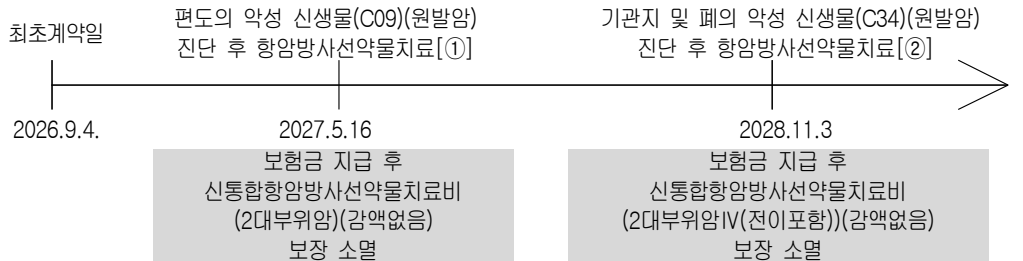 최초계약일
편도의 악성 신생물(C09)(원발암)
진단 후 항암방사선약물치료[①]
기관지 및 폐의 악성 신생물(C34)(원발암)
진단 후 항암방사선약물치료[②]
2026.9.4.
2027.5.16
2028.11.3
보험금 지급 후
신통합항암방사선약물치료비
(2대부위암)(감액없음)
보장 소멸
보험금 지급 후
신통합항암방사선약물치료비
(2대부위암Ⅳ(전이포함))(감액없음)
보장 소멸